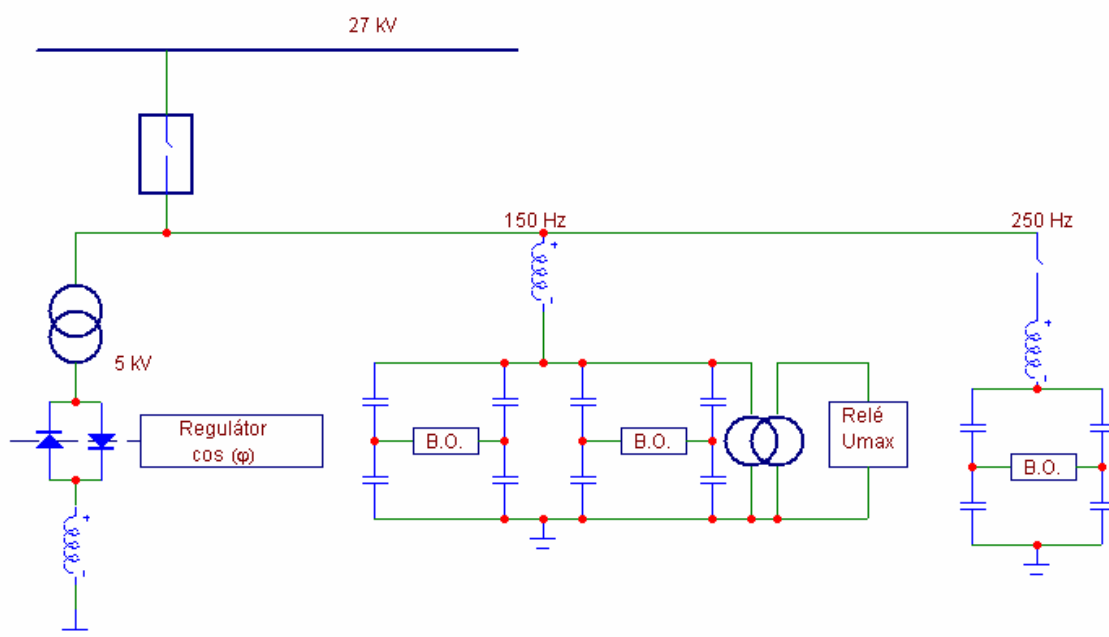 27 kV
150 Hz
250 Hz
5 kV
Regulátor
cos (φ)
B.O.
B.O.
Relé
Umax
B.O.